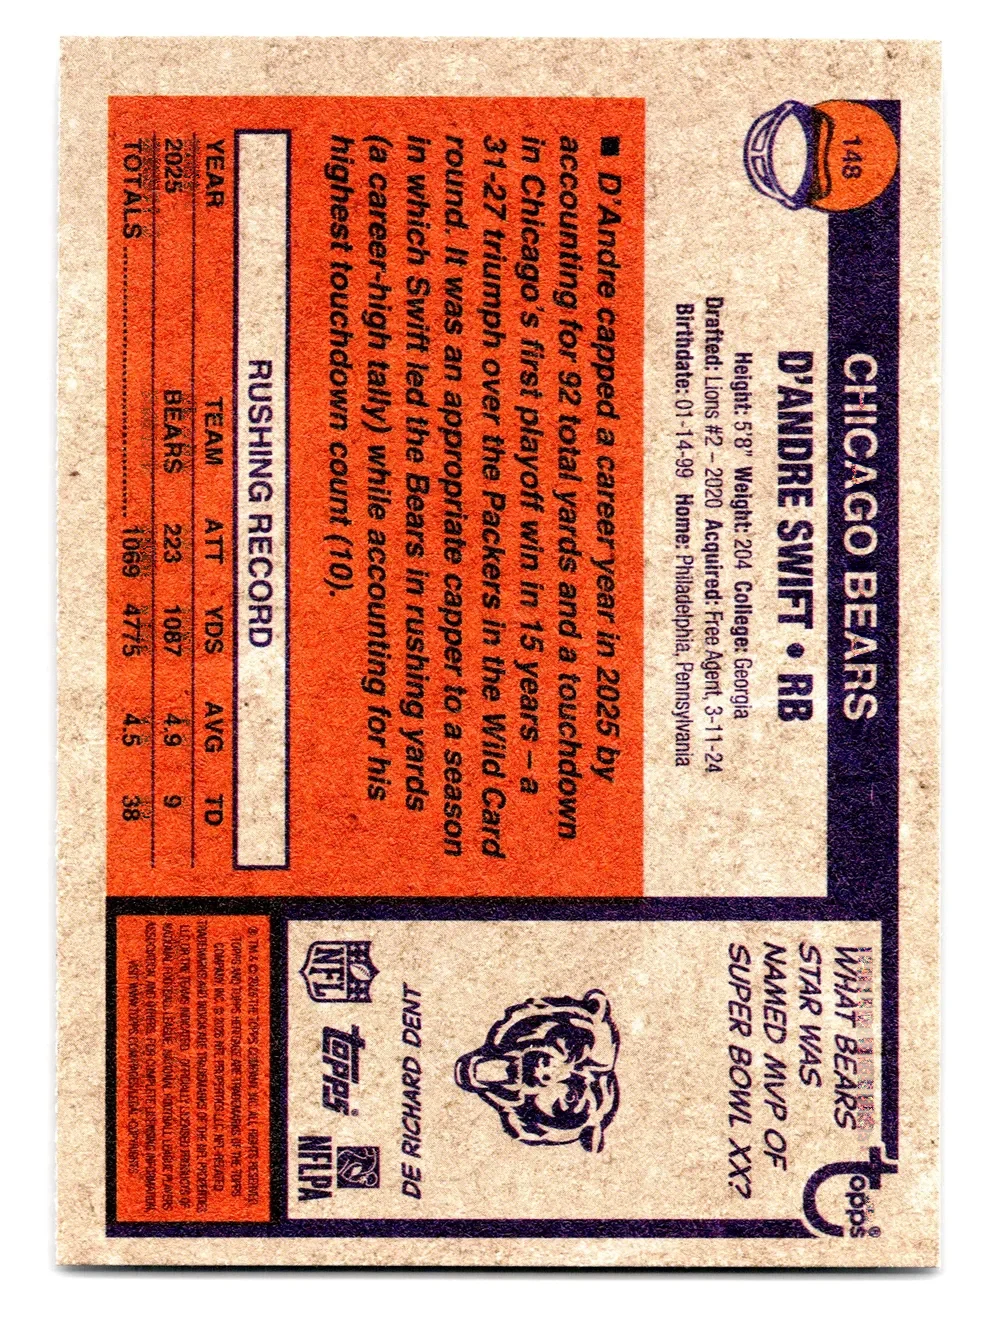 148
CHICAGO BEARS
D'ANDRE SWIFT • RB
Height: 5'8" Weight: 204 College: Georgia
Drafted: Lions #2 – 2020 Acquired: Free Agent, 3-11-24
Birthdate: 01-14-99 Home: Philadelphia, Pennsylvania
■ D'Andre capped a career year in 2025 by
accounting for 92 total yards and a touchdown
in Chicago's first playoff win in 15 years – a
31-27 triumph over the Packers in the Wild Card
round. It was an appropriate capper to a season
in which Swift led the Bears in rushing yards
(a career-high tally) while accounting for his
highest touchdown count (10).
RUSHING RECORD
YEAR TEAM ATT YDS AVG TD
2025 BEARS 223 1087 4.9 9
TOTALS 1069 4775 4.5 38
Topps®
WHAT BEARS
STAR WAS
NAMED MVP OF
SUPER BOWL XX?
DE RICHARD DENT
NFL topps NFLPA